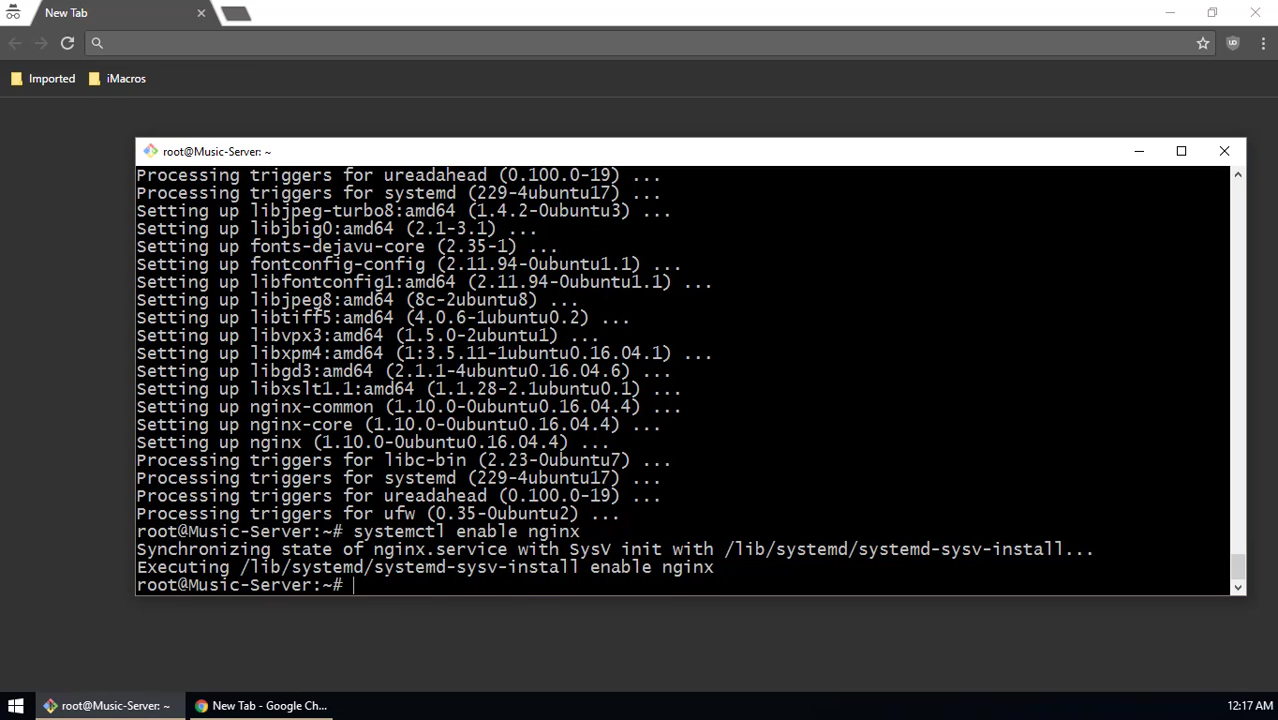 New Tab
Imported
iMacros
UD
root@Music-Server: ~
Processing triggers for ureadahead (0.100.0-19) ...
Processing triggers for systemd (229-4ubuntu17) ...
Setting up libjpeg-turbo8:amd64 (1.4.2-0ubuntu3) ...
Setting up libjbig0:amd64 (2.1-3.1) ...
Setting up fonts-dejavu-core (2.35-1) ...
Setting up fontconfig-config (2.11.94-0ubuntu1.1) ...
Setting up libfontconfig1:amd64 (2.11.94-0ubuntu1.1) ...
Setting up libjpeg8:amd64 (8c-2ubuntu8) ...
Setting up libtiff5:amd64 (4.0.6-1ubuntu0.2) ...
Setting up libvpx3:amd64 (1.5.0-2ubuntu1) ...
Setting up libxpm4:amd64 (1:3.5.11-1ubuntu0.16.04.1) ...
Setting up libgd3:amd64 (2.1.1-4ubuntu0.16.04.6) ...
Setting up libxslt1.1:amd64 (1.1.28-2.1ubuntu0.1) ...
Setting up nginx-common (1.10.0-0ubuntu0.16.04.4) ...
Setting up nginx-core (1.10.0-0ubuntu0.16.04.4) ...
Setting up nginx (1.10.0-0ubuntu0.16.04.4) ...
Processing triggers for libc-bin (2.23-0ubuntu7) ...
Processing triggers for systemd (229-4ubuntu17) ...
Processing triggers for ureadahead (0.100.0-19) ...
Processing triggers for ufw (0.35-0ubuntu2) ...
root@Music-Server:~# systemctl enable nginx
Synchronizing state of nginx.service with SysV init with /lib/systemd/systemd-sysv-install...
Executing /lib/systemd/systemd-sysv-install enable nginx
root@Music-Server:~#
root@Music-Server: ~
New Tab - Google Ch...
12:17 AM